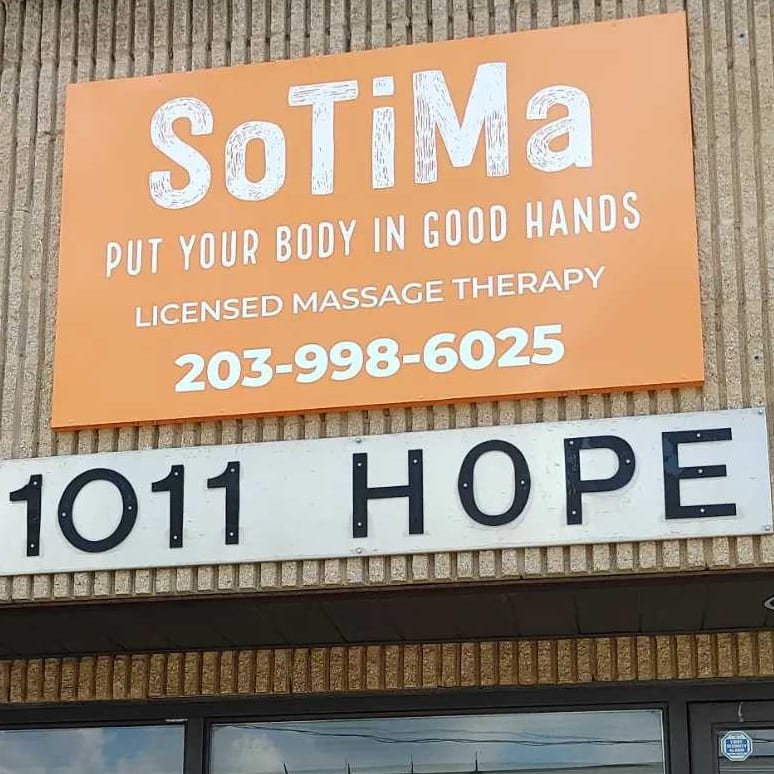 SoTiMa
PUT YOUR BODY IN GOOD HANDS
LICENSED MASSAGE THERAPY
203-998-6025
1011 HOPE